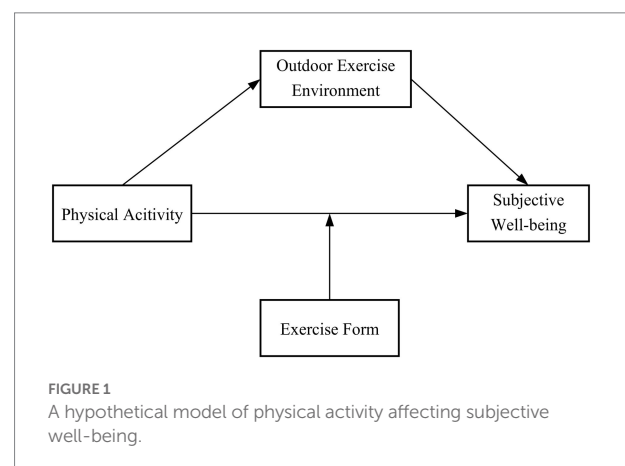 Outdoor Exercise
Environment
Physical Acitivity
Subjective
Well-being
Exercise Form
FIGURE 1
A hypothetical model of physical activity affecting subjective
well-being.